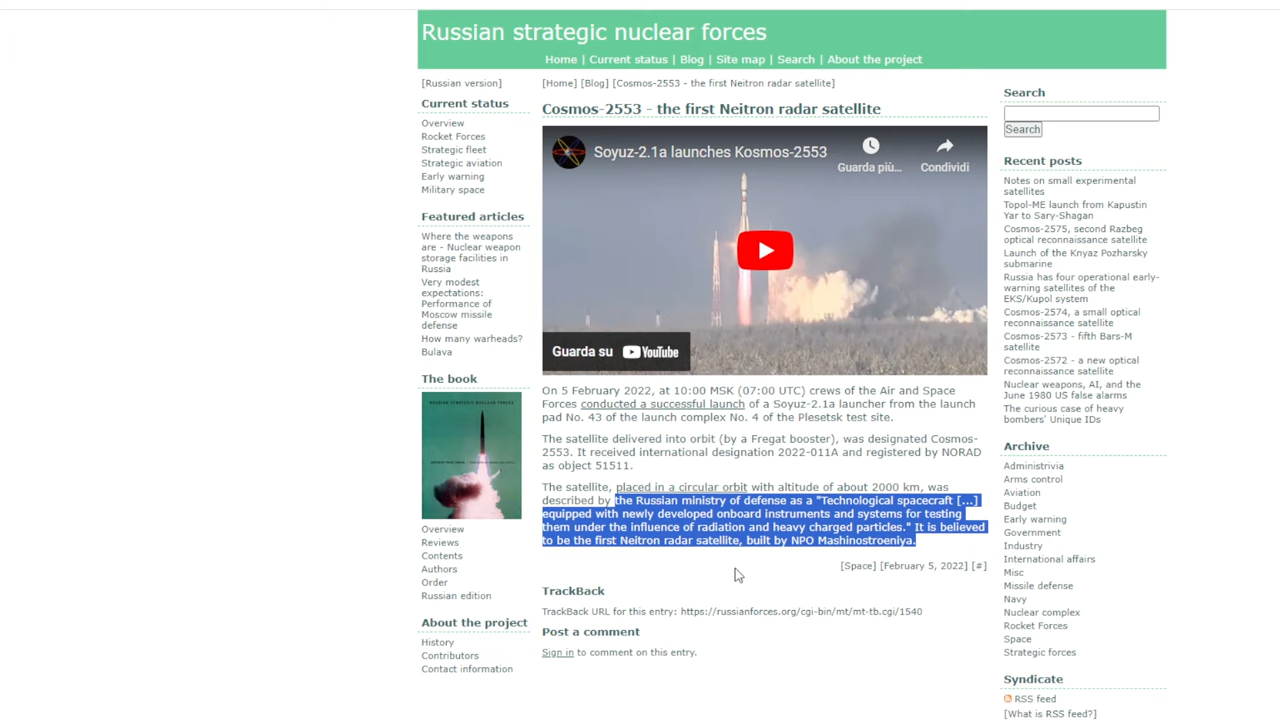 Russian strategic nuclear forces
Home | Current status | Blog | Site map | Search | About the project
[Russian version]
Current status
Overview
Rocket Forces
Strategic fleet
Strategic aviation
Early warning
Military space
Featured articles
Where the weapons
are - Nuclear weapon
storage facilities in
Russia
Very modest
expectations:
Performance of
Moscow missile
defense
How many warheads?
Bulava
The book
RUSSIAN STRATEGIC NUCLEAR FORCES
Overview
Reviews
Contents
Authors
Order
Russian edition
About the project
History
Contributors
Contact information
[Home] [Blog] [Cosmos-2553 - the first Neitron radar satellite]
Cosmos-2553 - the first Neitron radar satellite
Soyuz-2.1a launches Kosmos-2553
Guarda più...
Condividi
Guarda su YouTube
On 5 February 2022, at 10:00 MSK (07:00 UTC) crews of the Air and Space
Forces conducted a successful launch of a Soyuz-2.1a launcher from the launch
pad No. 43 of the launch complex No. 4 of the Plesetsk test site.
The satellite delivered into orbit (by a Fregat booster), was designated Cosmos-
2553. It received international designation 2022-011A and registered by NORAD
as object 51511.
The satellite, placed in a circular orbit with altitude of about 2000 km, was
described by the Russian ministry of defense as a "Technological spacecraft [...]
equipped with newly developed onboard instruments and systems for testing
them under the influence of radiation and heavy charged particles." It is believed
to be the first Neitron radar satellite, built by NPO Mashinostroeniya.
[Space] [February 5, 2022] [#]
TrackBack
TrackBack URL for this entry: https://russianforces.org/cgi-bin/mt/mt-tb.cgi/1540
Post a comment
Sign in to comment on this entry.
Search
Search
Recent posts
Notes on small experimental
satellites
Topol-ME launch from Kapustin
Yar to Sary-Shagan
Cosmos-2575, second Razbeg
optical reconnaissance satellite
Launch of the Knyaz Pozharsky
submarine
Russia has four operational early-
warning satellites of the
EKS/Kupol system
Cosmos-2574, a small optical
reconnaissance satellite
Cosmos-2573 - fifth Bars-M
satellite
Cosmos-2572 - a new optical
reconnaissance satellite
Nuclear weapons, AI, and the
June 1980 US false alarms
The curious case of heavy
bombers' Unique IDs
Archive
Administrivia
Arms control
Aviation
Budget
Early warning
Government
Industry
International affairs
Misc
Missile defense
Navy
Nuclear complex
Rocket Forces
Space
Strategic forces
Syndicate
RSS feed
[What is RSS feed?]